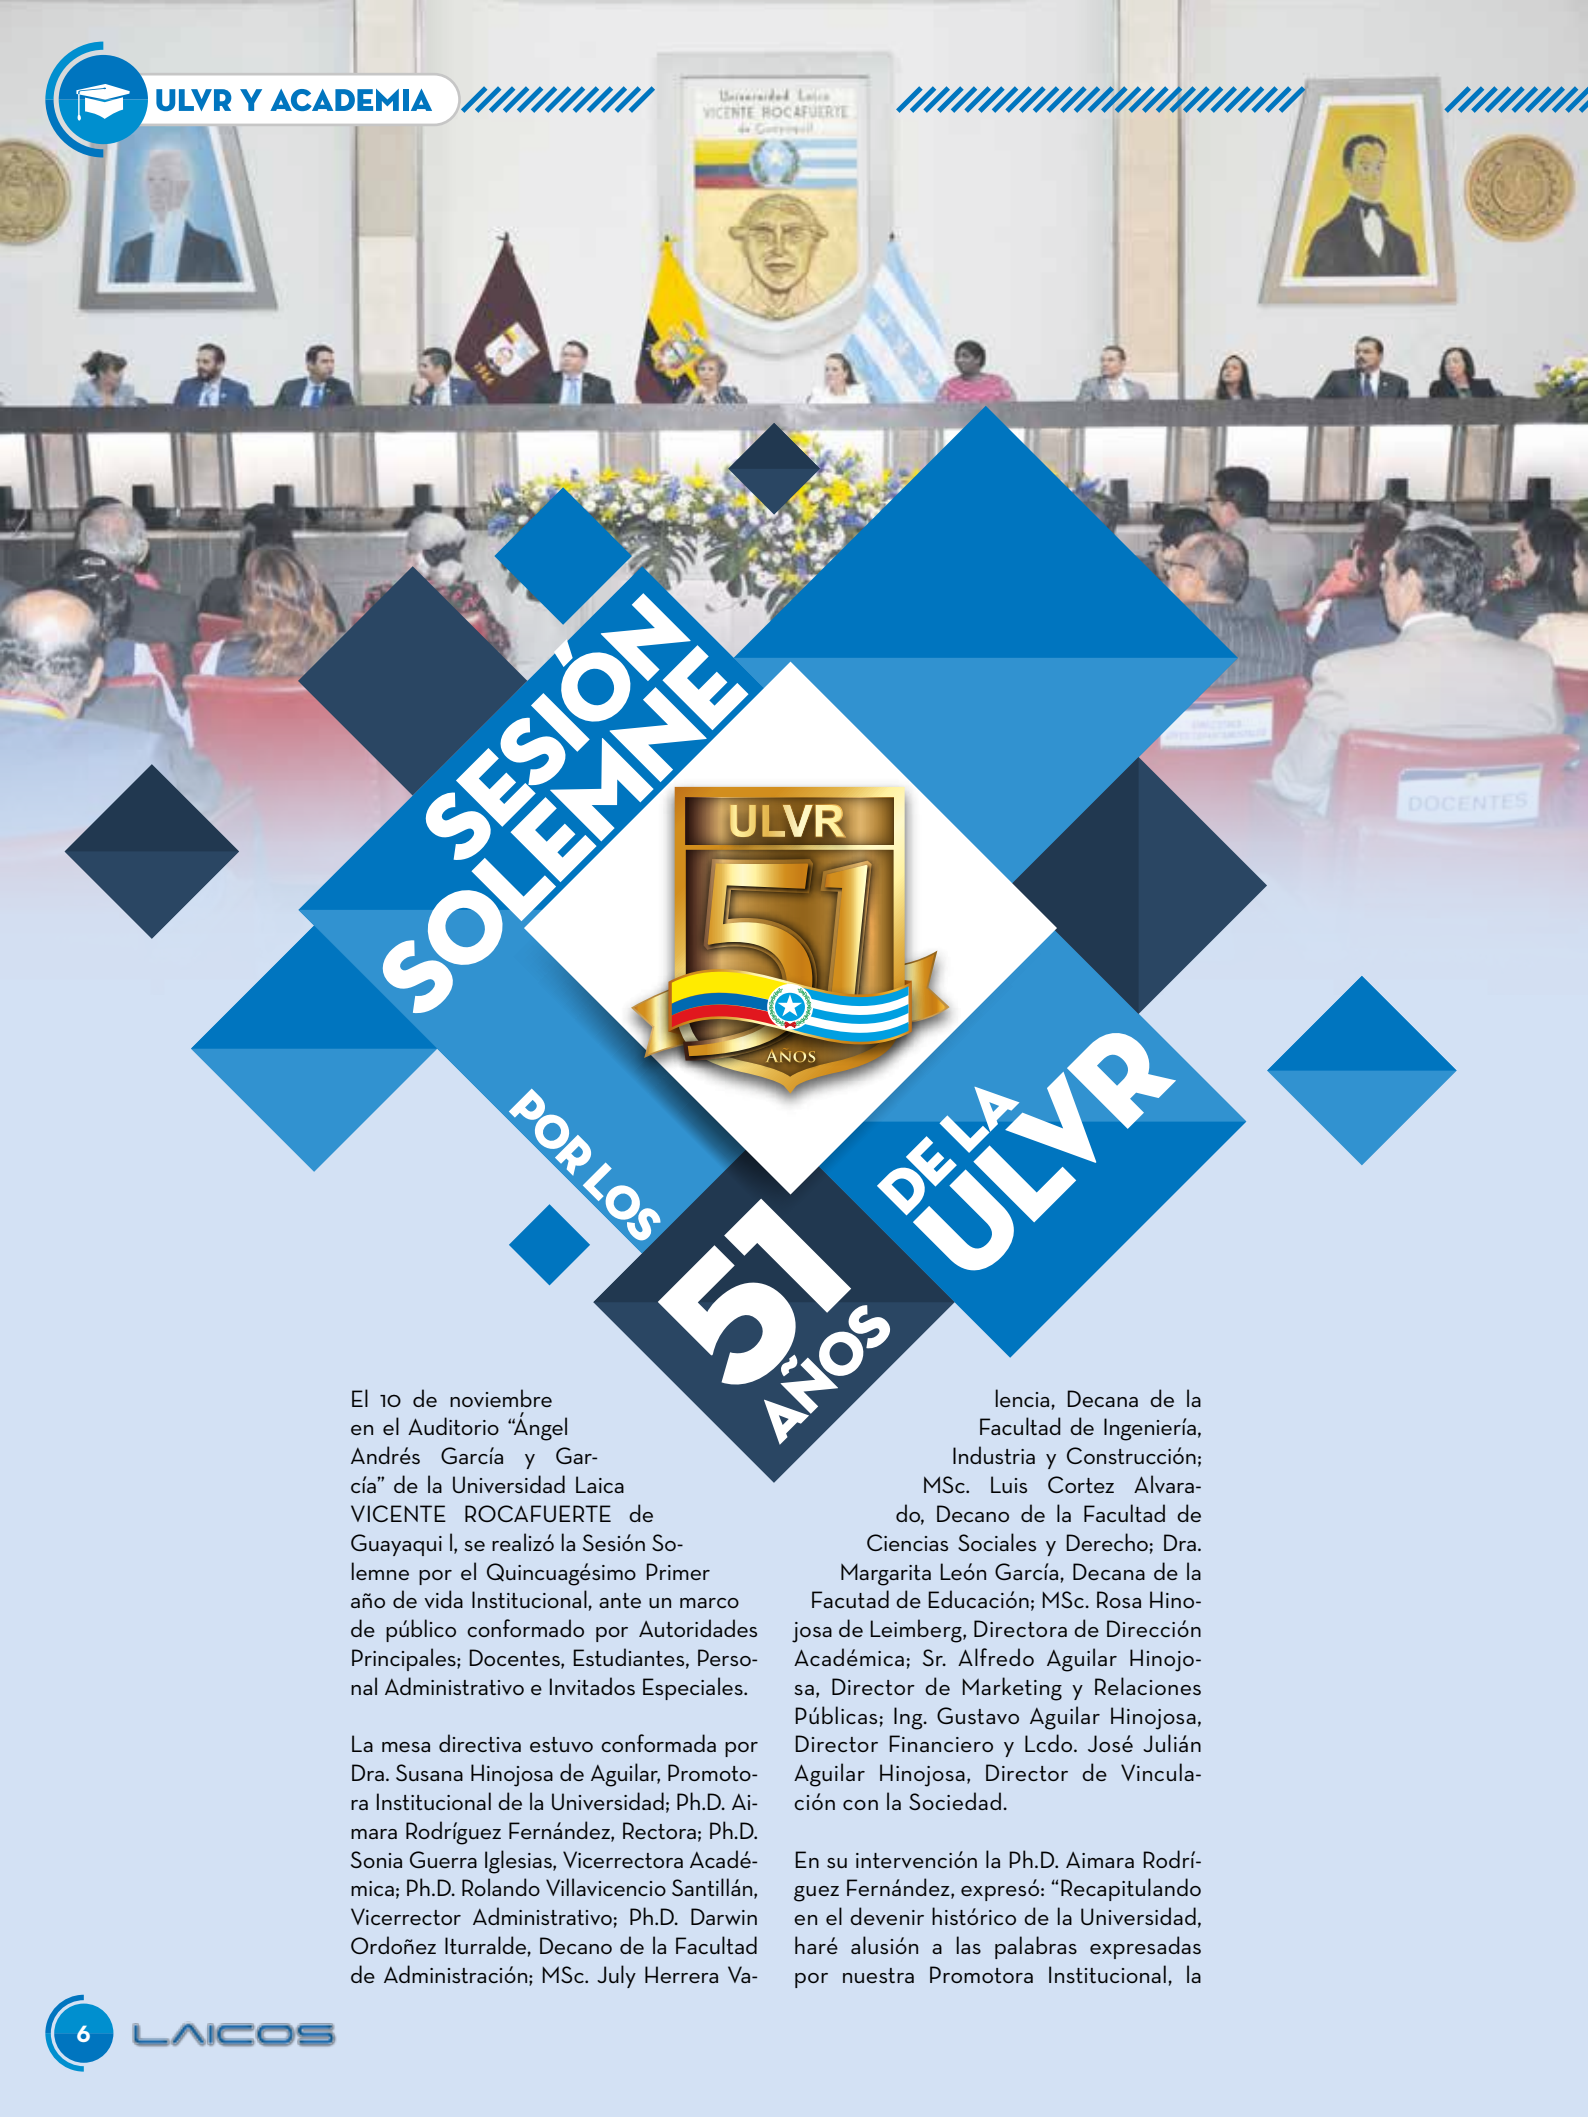 ULVR Y ACADEMIA
Universidad Laica
VICENTE ROCAFUERTE
de Guayaquil
1966
DOCENTES
SESIÓN
SOLEMNE
ULVR
51
AÑOS
POR LOS
51
AÑOS
DE LA
ULVR
El 10 de noviembre
en el Auditorio “Ángel
Andrés García y Gar-
cía” de la Universidad Laica
VICENTE ROCAFUERTE de
Guayaqui l, se realizó la Sesión So-
lemne por el Quincuagésimo Primer
año de vida Institucional, ante un marco
de público conformado por Autoridades
Principales; Docentes, Estudiantes, Perso-
nal Administrativo e Invitados Especiales.
La mesa directiva estuvo conformada por
Dra. Susana Hinojosa de Aguilar, Promoto-
ra Institucional de la Universidad; Ph.D. Ai-
mara Rodríguez Fernández, Rectora; Ph.D.
Sonia Guerra Iglesias, Vicerrectora Acadé-
mica; Ph.D. Rolando Villavicencio Santillán,
Vicerrector Administrativo; Ph.D. Darwin
Ordoñez Iturralde, Decano de la Facultad
de Administración; MSc. July Herrera Va-
lencia, Decana de la
Facultad de Ingeniería,
Industria y Construcción;
MSc. Luis Cortez Alvara-
do, Decano de la Facultad de
Ciencias Sociales y Derecho; Dra.
Margarita León García, Decana de la
Facutad de Educación; MSc. Rosa Hino-
josa de Leimberg, Directora de Dirección
Académica; Sr. Alfredo Aguilar Hinojo-
sa, Director de Marketing y Relaciones
Públicas; Ing. Gustavo Aguilar Hinojosa,
Director Financiero y Lcdo. José Julián
Aguilar Hinojosa, Director de Vincula-
ción con la Sociedad.
En su intervención la Ph.D. Aimara Rodrí-
guez Fernández, expresó: “Recapitulando
en el devenir histórico de la Universidad,
haré alusión a las palabras expresadas
por nuestra Promotora Institucional, la
6
LAICOS